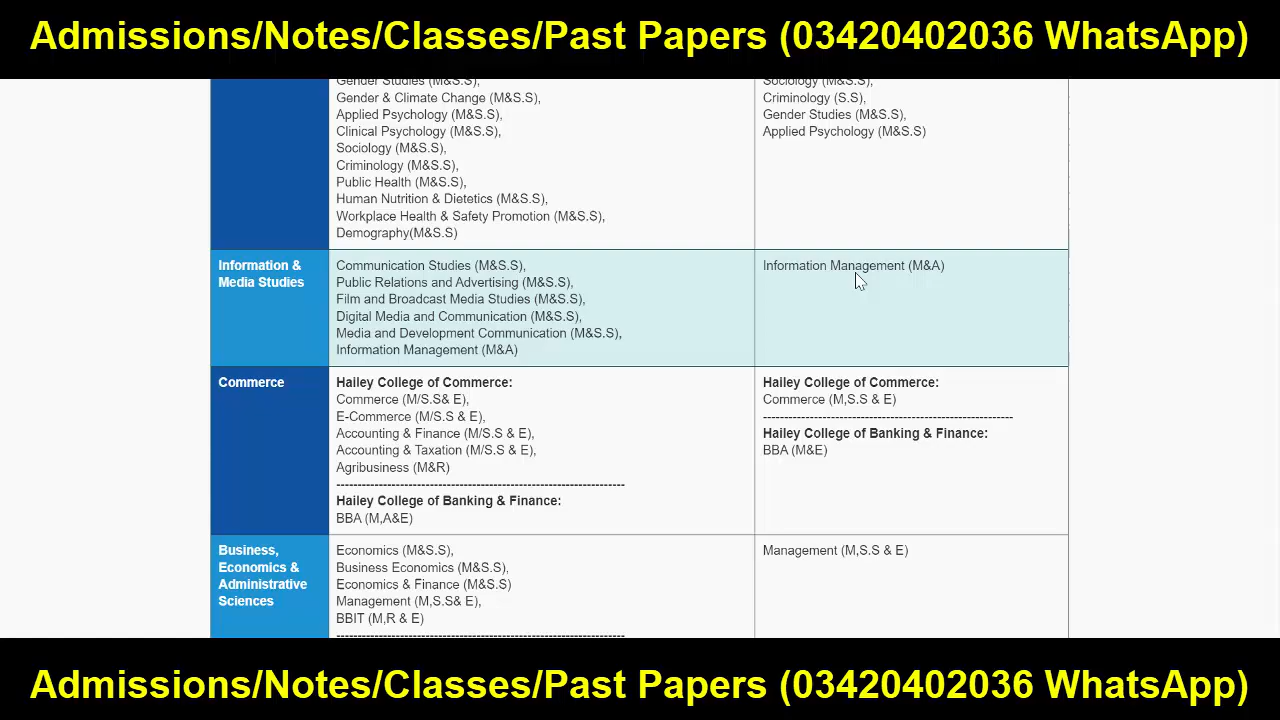 Admissions/Notes/Classes/Past Papers (03420402036 WhatsApp)
Gender Studies (M&S.S),
Gender & Climate Change (M&S.S),
Applied Psychology (M&S.S),
Clinical Psychology (M&S.S),
Sociology (M&S.S),
Criminology (M&S.S),
Public Health (M&S.S),
Human Nutrition & Dietetics (M&S.S),
Workplace Health & Safety Promotion (M&S.S),
Demography(M&S.S)
Sociology (M&S.S),
Criminology (S.S),
Gender Studies (M&S.S),
Applied Psychology (M&S.S)
Information &
Media Studies
Communication Studies (M&S.S),
Public Relations and Advertising (M&S.S),
Film and Broadcast Media Studies (M&S.S),
Digital Media and Communication (M&S.S),
Media and Development Communication (M&S.S),
Information Management (M&A)
Information Management (M&A)
Commerce
Hailey College of Commerce:
Commerce (M/S.S& E),
E-Commerce (M/S.S & E),
Accounting & Finance (M/S.S & E),
Accounting & Taxation (M/S.S & E),
Agribusiness (M&R)
--------------------------------------------------------------------
Hailey College of Banking & Finance:
BBA (M,A&E)
Hailey College of Commerce:
Commerce (M,S.S & E)
-----------------------------------------------------------
Hailey College of Banking & Finance:
BBA (M&E)
Business,
Economics &
Administrative
Sciences
Economics (M&S.S),
Business Economics (M&S.S),
Economics & Finance (M&S.S)
Management (M,S.S& E),
BBIT (M,R & E)
--------------------------------------------------------------------
Management (M,S.S & E)
Admissions/Notes/Classes/Past Papers (03420402036 WhatsApp)